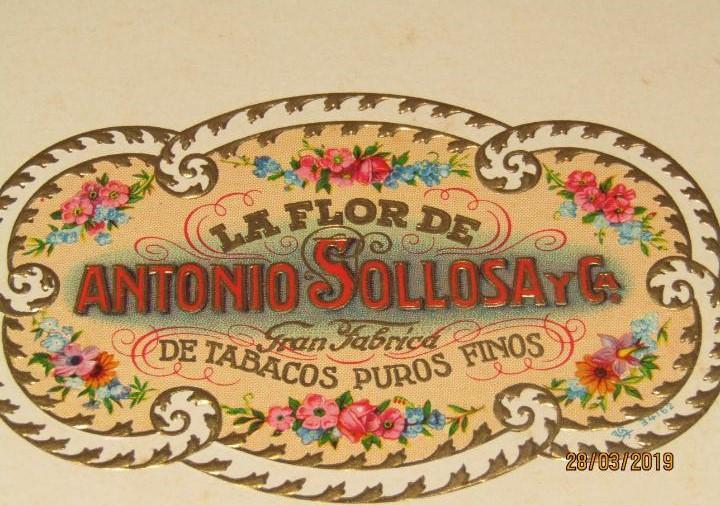 LA FLOR DE
ANTONIO SOLLOSA Y CA.
Gran Fabrica
DE TABACOS PUROS FINOS
28/03/2019